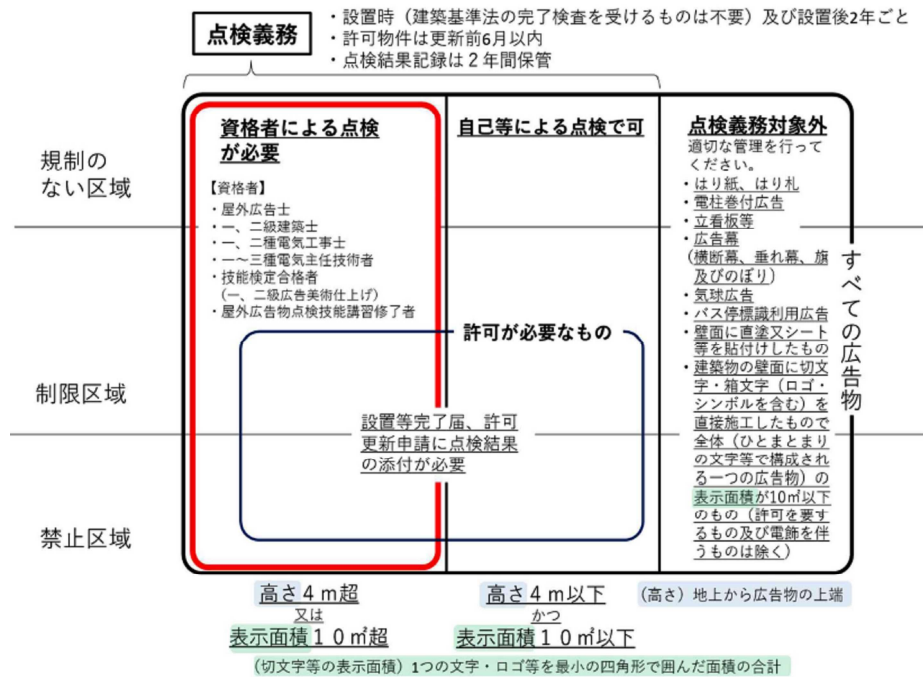 点検義務
・設置時（建築基準法の完了検査を受けるものは不要）及び設置後2年ごと
・許可物件は更新前6月以内
・点検結果記録は２年間保管
資格者による点検
が必要
【資格者】
・屋外広告士
・一、二級建築士
・一、二種電気工事士
・一～三種電気主任技術者
・技能検定合格者
（一、二級広告美術仕上げ）
・屋外広告物点検技能講習修了者
自己等による点検で可
点検義務対象外
適切な管理を行って
ください。
・はり紙、はり札
・電柱巻付広告
・立看板等
・広告幕
（横断幕、垂れ幕、旗
及びのぼり）
・気球広告
・バス停標識利用広告
・壁面に直塗又シート
等を貼付けしたもの
・建築物の壁面に切文
字・箱文字（ロゴ・
シンボルを含む）を
直接施工したもので
全体（ひとまとまり
の文字等で構成され
る一つの広告物）の
表示面積が10㎡以下
のもの（許可を要す
るもの及び電飾を伴
うものは除く）
すべての広告物
規制の
ない区域
制限区域
禁止区域
許可が必要なもの
設置等完了届、許可
更新申請に点検結果
の添付が必要
高さ４ｍ超
又は
表示面積１０㎡超
高さ４ｍ以下
かつ
表示面積１０㎡以下
（高さ）地上から広告物の上端
（切文字等の表示面積）1つの文字・ロゴ等を最小の四角形で囲んだ面積の合計